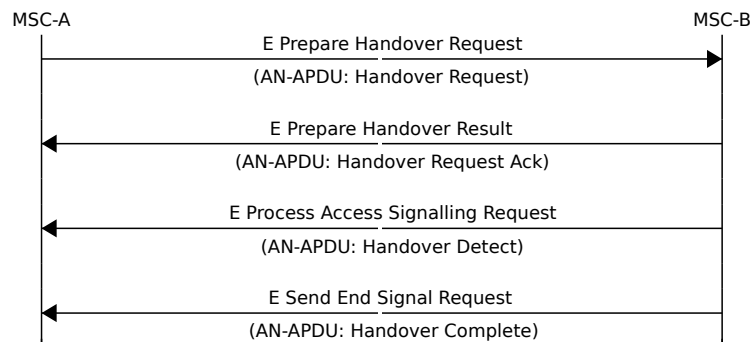 MSC-A
MSC-B
E Prepare Handover Request
(AN-APDU: Handover Request)
E Prepare Handover Result
(AN-APDU: Handover Request Ack)
E Process Access Signalling Request
(AN-APDU: Handover Detect)
E Send End Signal Request
(AN-APDU: Handover Complete)